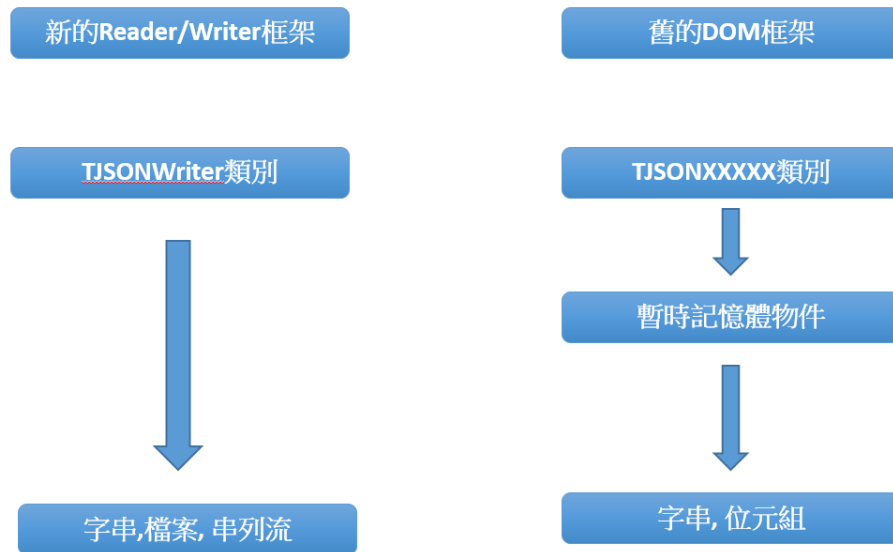 新的Reader/Writer框架
舊的DOM框架
TJSONWriter類別
TJSONXXXXX類別
暫時記憶體物件
字串,檔案, 串列流
字串, 位元組